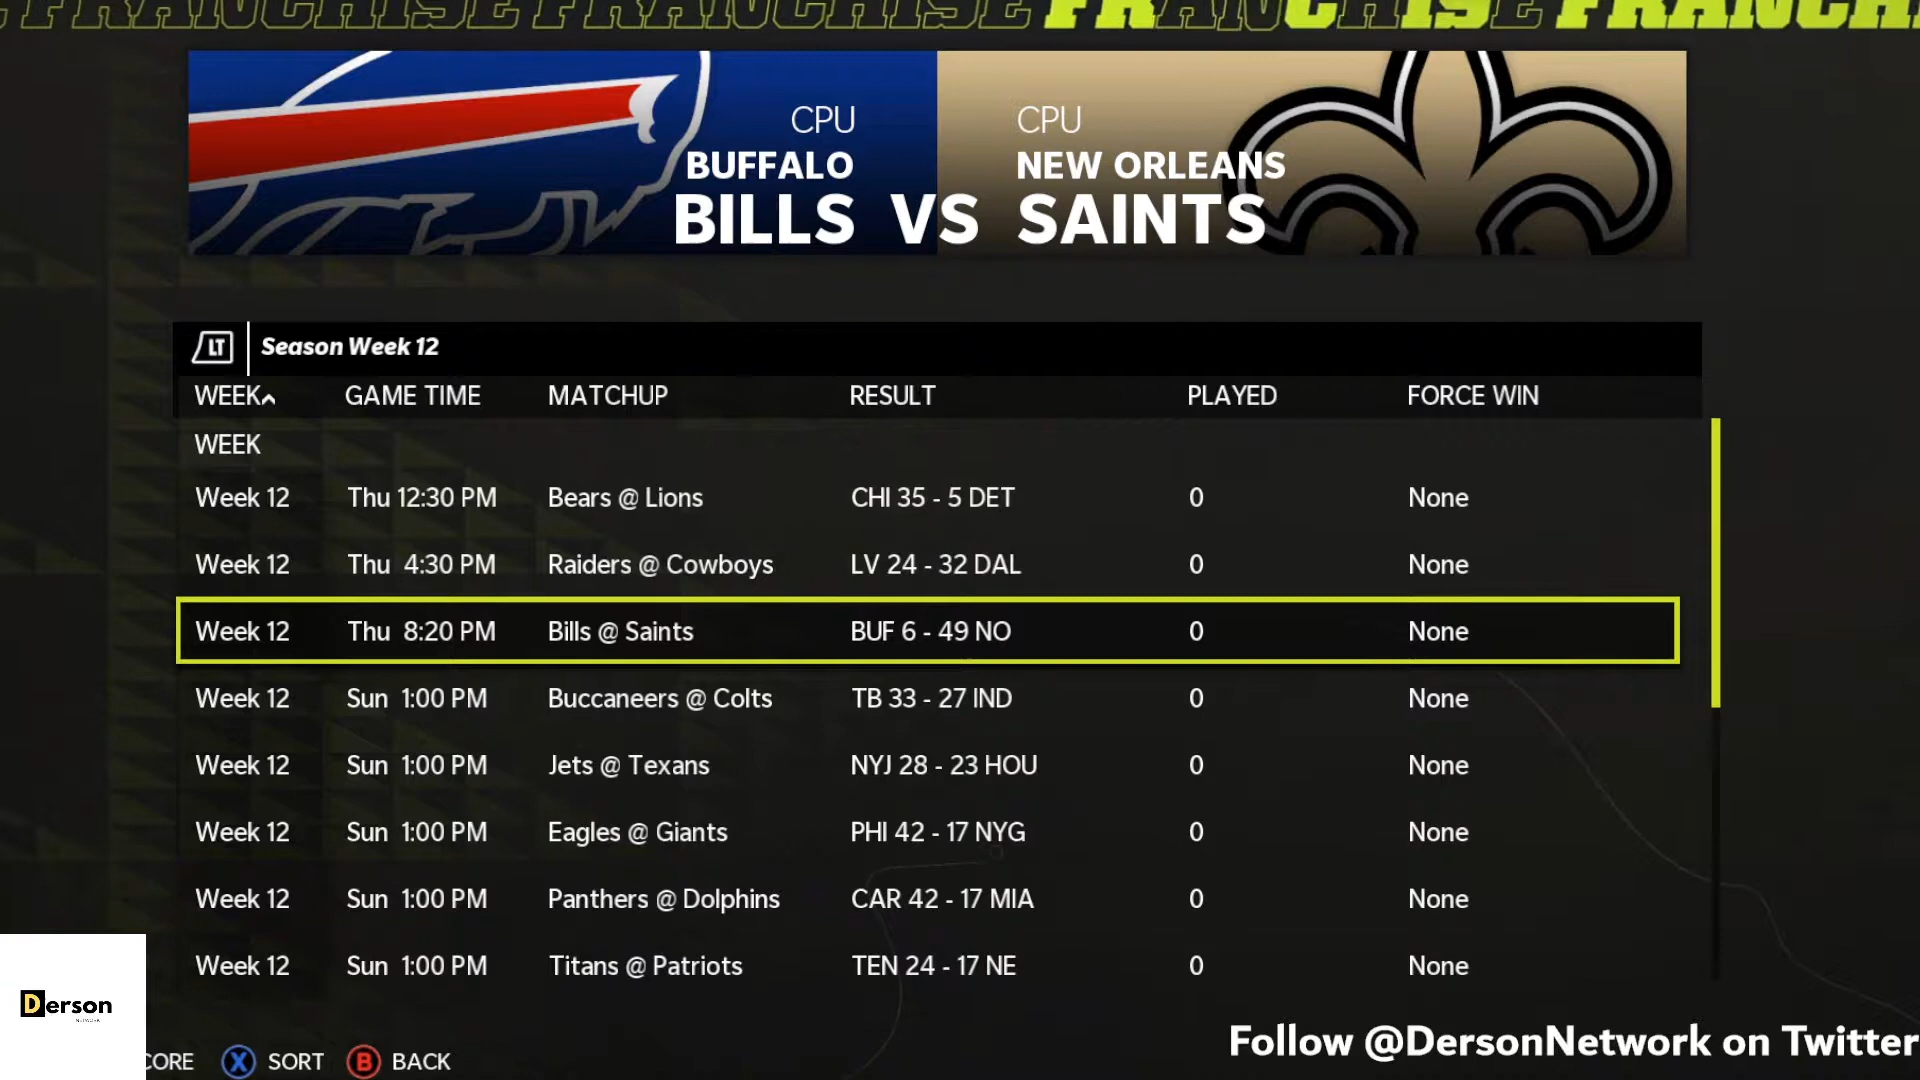 FRANCHISE FRANCHISE FRANCHISE FRANCH
CPU
BUFFALO
BILLS VS
CPU
NEW ORLEANS
SAINTS
LT Season Week 12
WEEK GAME TIME MATCHUP RESULT PLAYED FORCE WIN
WEEK
Week 12 Thu 12:30 PM Bears @ Lions CHI 35 - 5 DET 0 None
Week 12 Thu 4:30 PM Raiders @ Cowboys LV 24 - 32 DAL 0 None
Week 12 Thu 8:20 PM Bills @ Saints BUF 6 - 49 NO 0 None
Week 12 Sun 1:00 PM Buccaneers @ Colts TB 33 - 27 IND 0 None
Week 12 Sun 1:00 PM Jets @ Texans NYJ 28 - 23 HOU 0 None
Week 12 Sun 1:00 PM Eagles @ Giants PHI 42 - 17 NYG 0 None
Week 12 Sun 1:00 PM Panthers @ Dolphins CAR 42 - 17 MIA 0 None
Week 12 Sun 1:00 PM Titans @ Patriots TEN 24 - 17 NE 0 None
Derson
NETWORK
CORE X SORT B BACK
Follow @DersonNetwork on Twitter